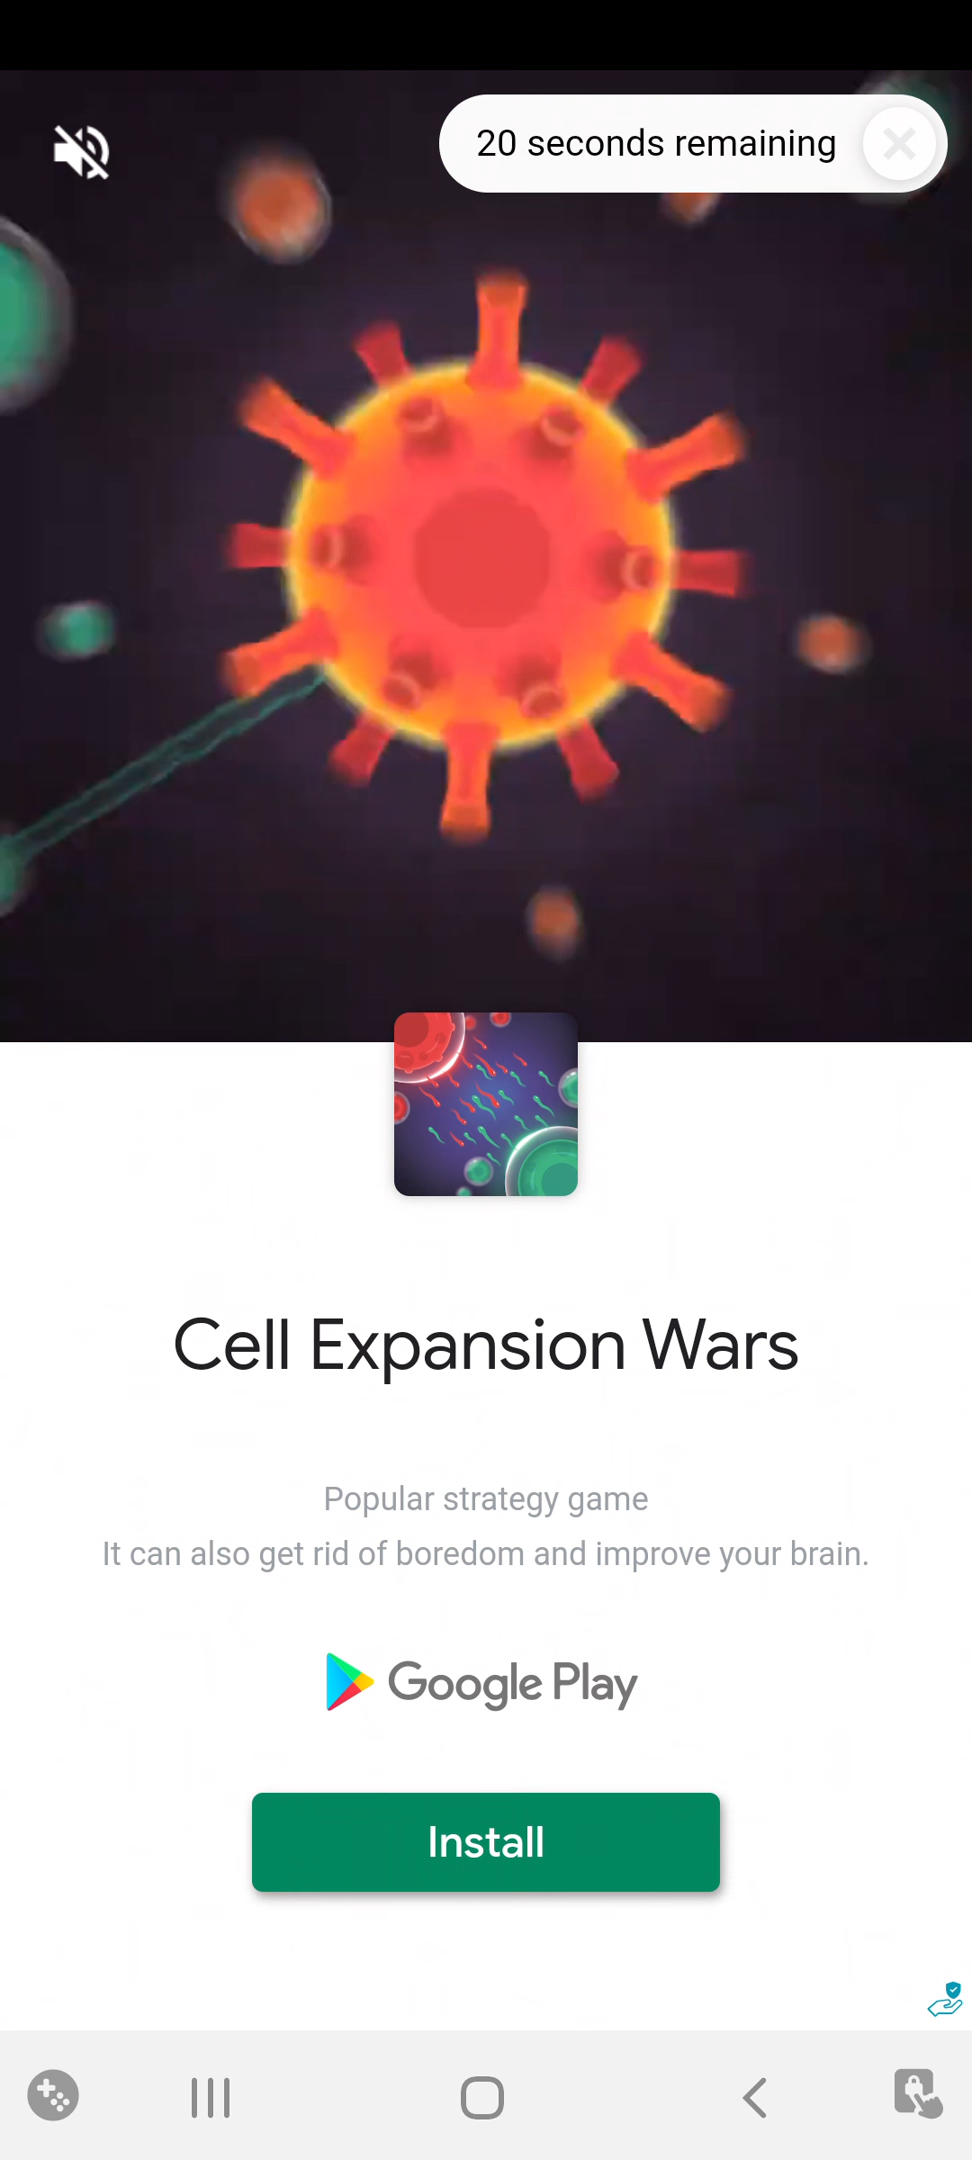 20 seconds remaining
Cell Expansion Wars
Popular strategy game
It can also get rid of boredom and improve your brain.
Google Play
Install